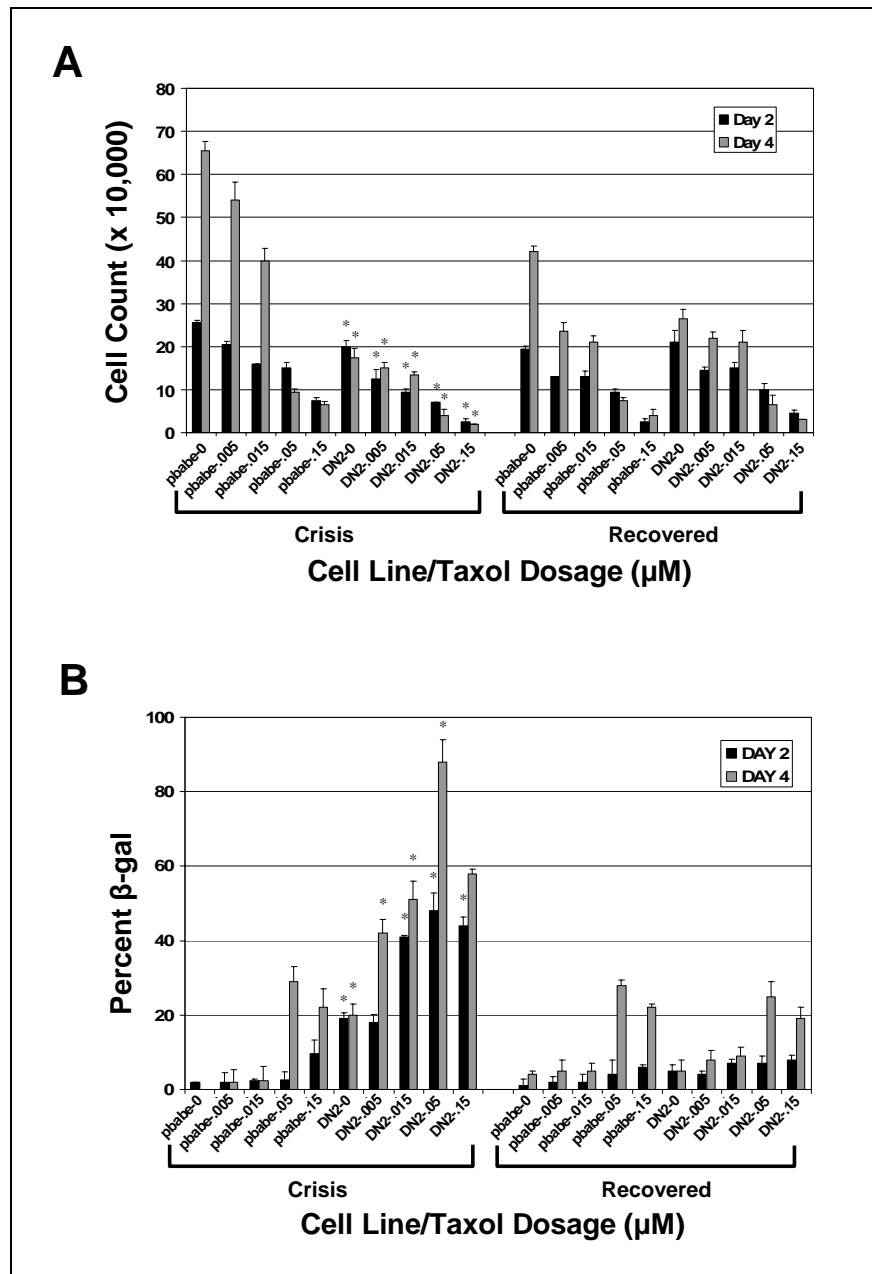 A
80
70
60
50
40
30
20
10
0
Cell Count (x 10,000)
Day 2
Day 4
* * * * * * * * * *
pbabe-0 pbabe-.005 pbabe-.015 pbabe-.05 pbabe-.15 DN2-0 DN2-.005 DN2-.015 DN2-.05 DN2-.15 pbabe-0 pbabe-.005 pbabe-.015 pbabe-.05 pbabe-.15 DN2-0 DN2-.005 DN2-.015 DN2-.05 DN2-.15
Crisis Recovered
Cell Line/Taxol Dosage (µM)
B
100
80
60
40
20
0
Percent β-gal
DAY 2
DAY 4
* * * * * * * *
pbabe-0 pbabe-.005 pbabe-.015 pbabe-.05 pbabe-.15 DN2-0 DN2-.005 DN2-.015 DN2-.05 DN2-.15 pbabe-0 pbabe-.005 pbabe-.015 pbabe-.05 pbabe-.15 DN2-0 DN2-.005 DN2-.015 DN2-.05 DN2-.15
Crisis Recovered
Cell Line/Taxol Dosage (µM)